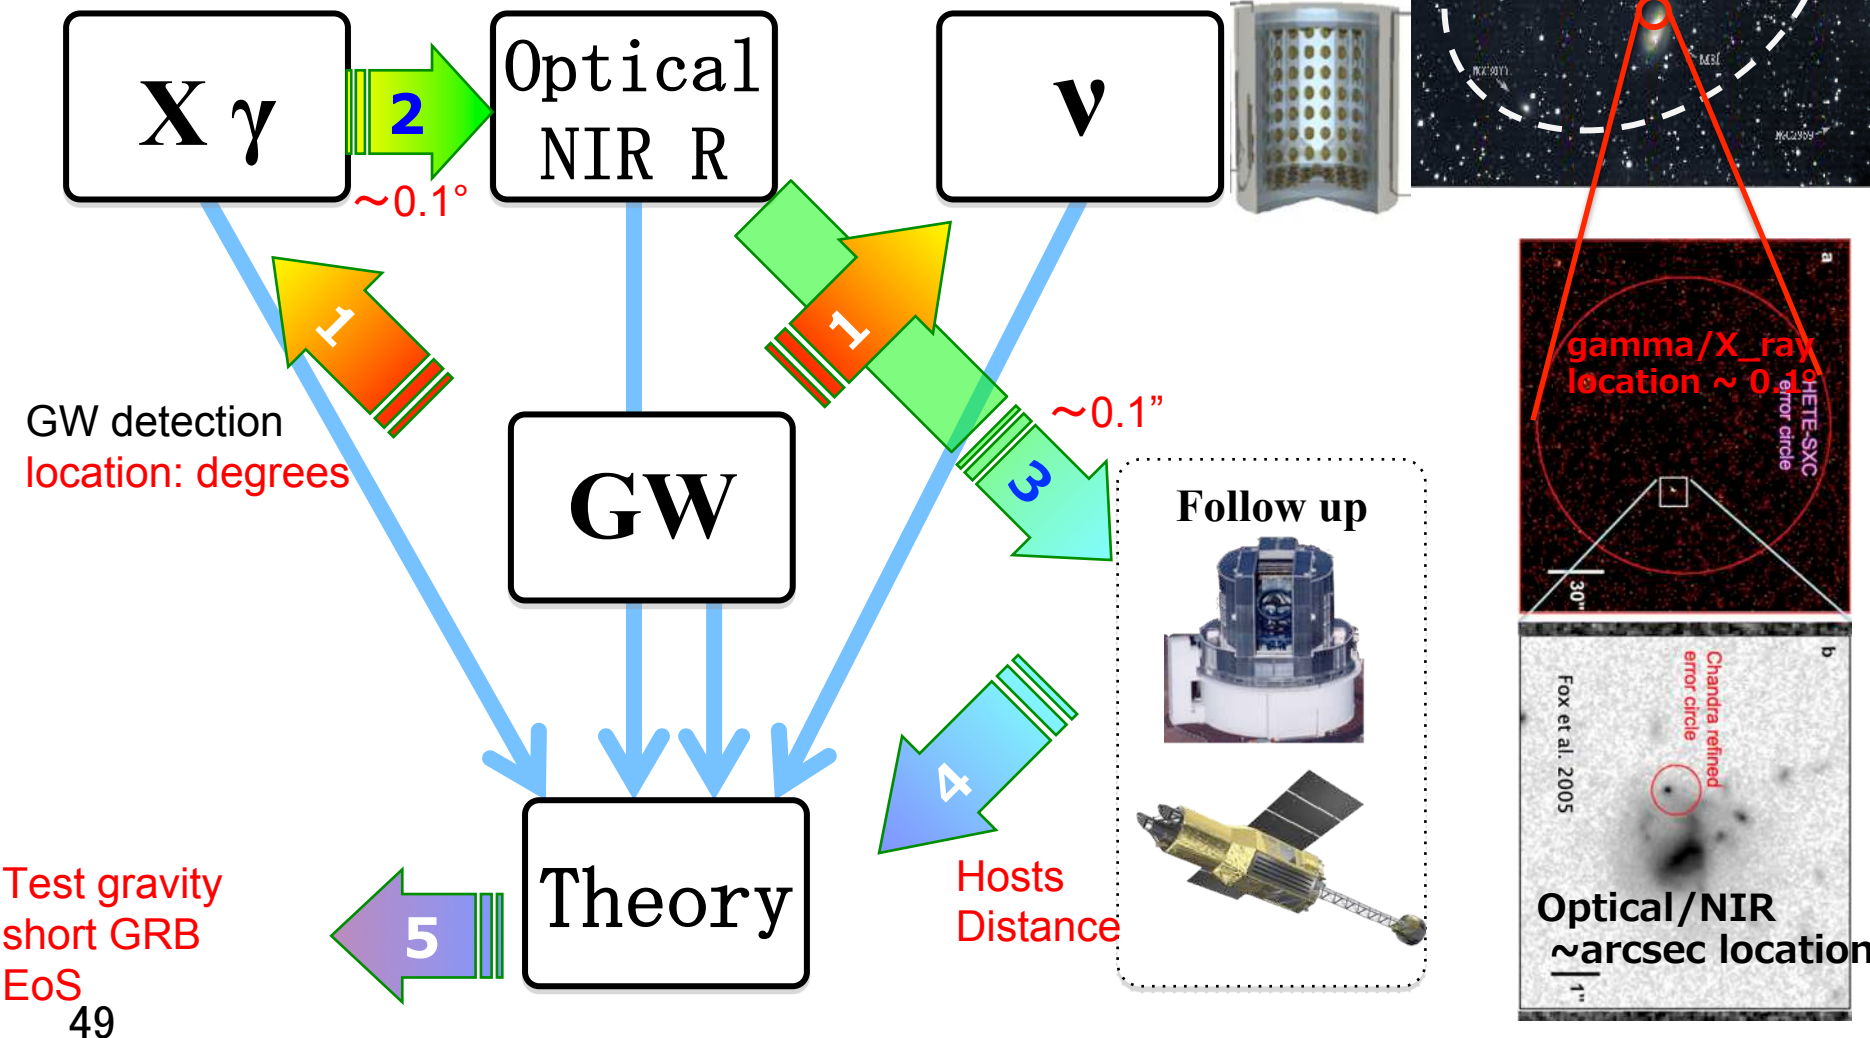 X γ
2
Optical
NIR R
ν
~0.1°
1
1
GW detection
location: degrees
GW
~0.1”
3
Follow up
4
Hosts
Distance
Theory
5
Test gravity
short GRB
EoS
49
M31
a
gamma/X_ray
location ~ 0.1°
HETE-SXC
error circle
30"
b
Chandra refined
error circle
Fox et al. 2005
Optical/NIR
~arcsec location
1"